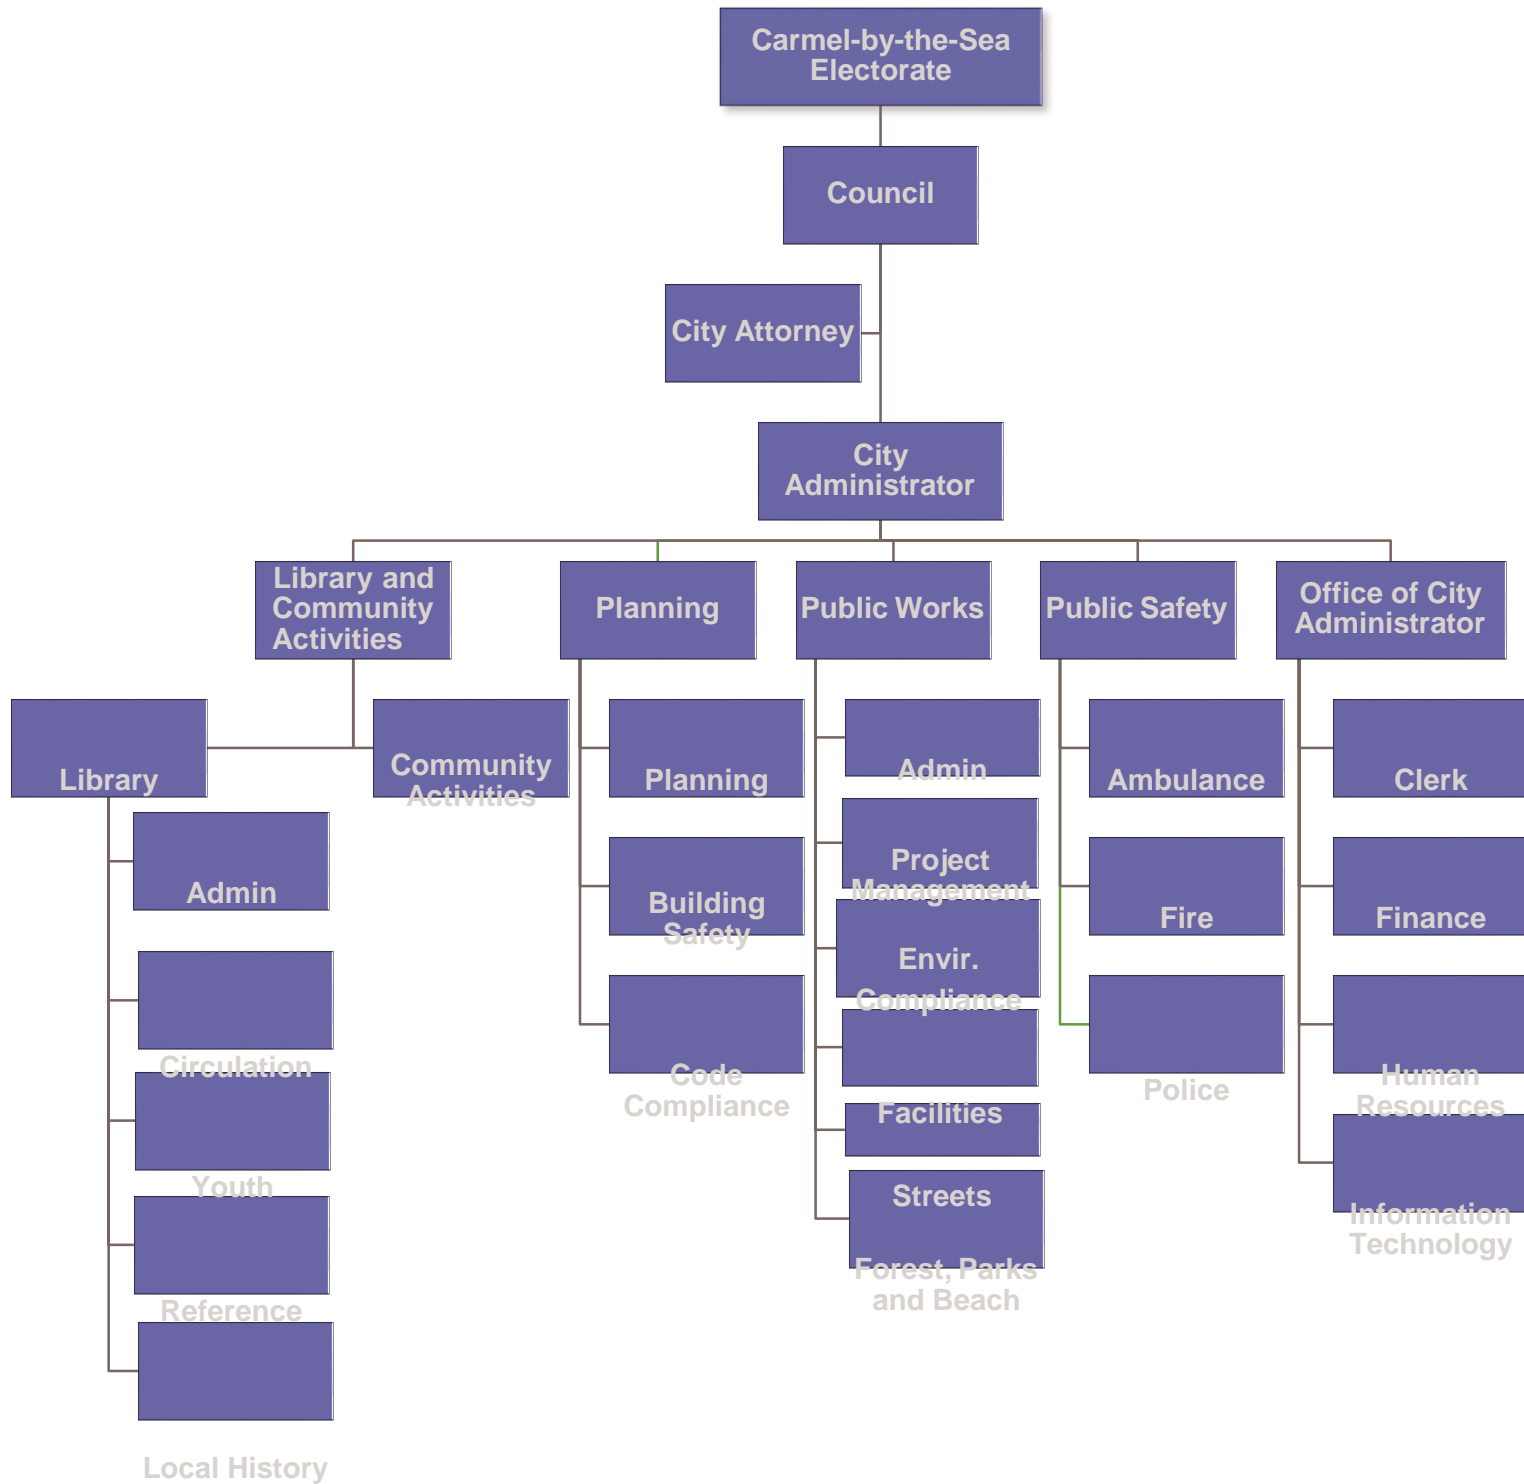 Carmel-by-the-Sea
Electorate
Council
City Attorney
City
Administrator
Library and
Community
Activities
Planning
Public Works
Public Safety
Office of City
Administrator
Library
Community
Activities
Planning
Admin
Ambulance
Clerk
Admin
Building
Safety
Project
Management
Fire
Finance
Envir.
Compliance
Circulation
Code
Compliance
Facilities
Police
Human
Resources
Youth
Streets
Information
Technology
Reference
Forest, Parks
and Beach
Local History